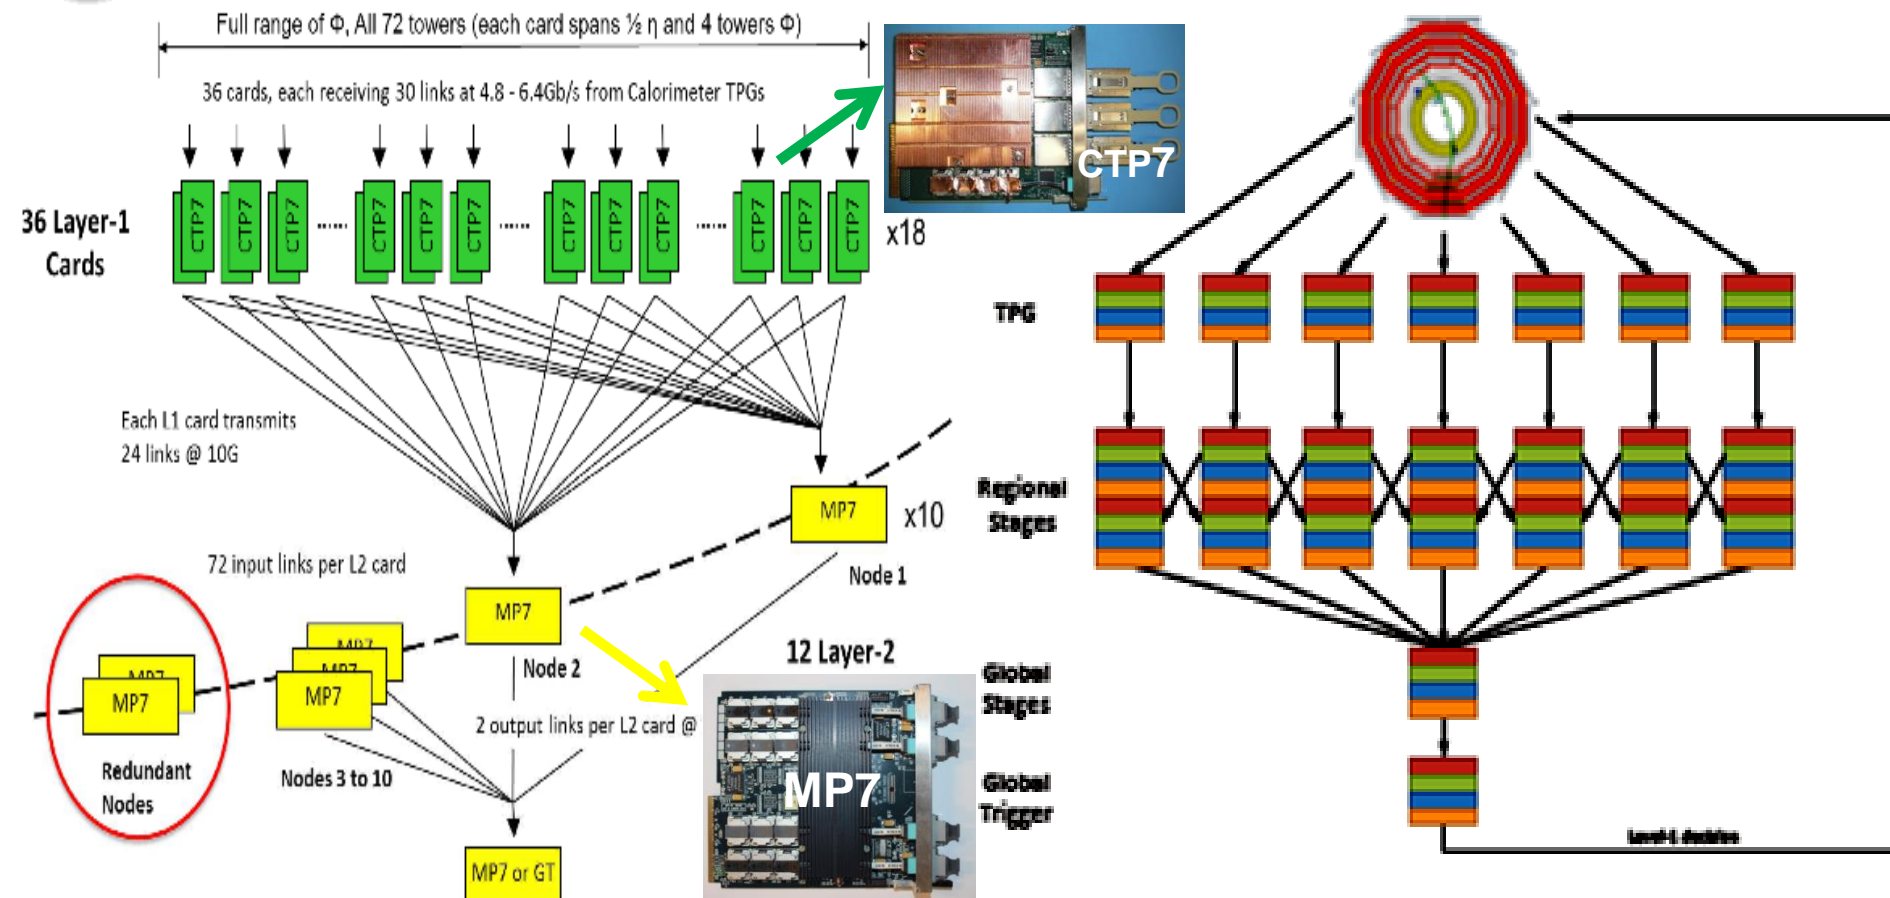 Full range of Φ, All 72 towers (each card spans ½ η and 4 towers Φ)
36 cards, each receiving 30 links at 4.8 - 6.4Gb/s from Calorimeter TPGs
36 Layer-1
Cards
CTP7
CTP7
CTP7
......
CTP7
CTP7
CTP7
......
CTP7
CTP7
CTP7
......
CTP7
CTP7
CTP7
x18
CTP7
Each L1 card transmits
24 links @ 10G
72 input links per L2 card
MP7
x10
Node 1
MP7
Node 2
12 Layer-2
MP7
MP7
MP7
Nodes 3 to 10
MP7
MP7
Redundant
Nodes
2 output links per L2 card @
MP7
MP7 or GT
TPG
Regional
Stages
Global
Stages
Global
Trigger
Level-1 decision